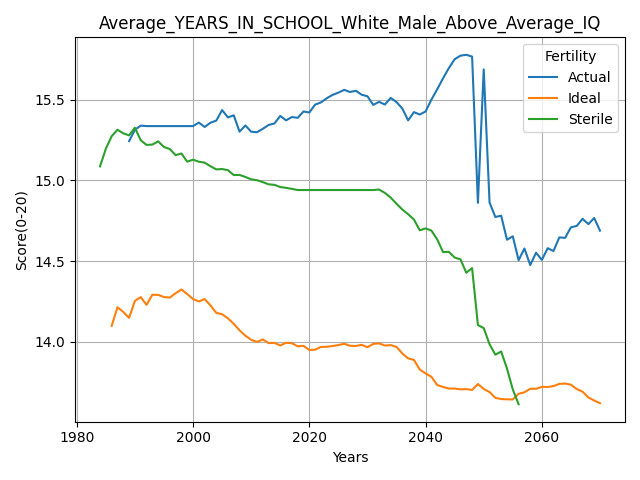 Average_YEARS_IN_SCHOOL_White_Male_Above_Average_IQ
Score(0-20)
15.5
15.0
14.5
14.0
1980
2000
2020
2040
2060
Years
Fertility
Actual
Ideal
Sterile